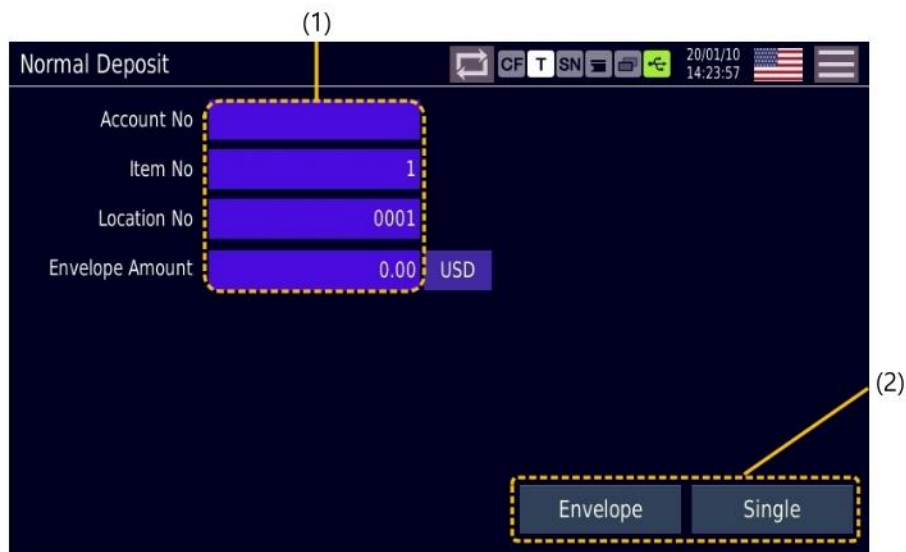 (1)
Normal Deposit CF T SN 20/01/10
14:23:57
Account No
Item No 1
Location No 0001
Envelope Amount 0.00 USD
(2)
Envelope Single